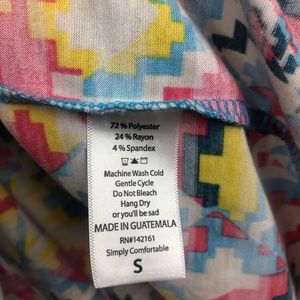 72 % Polyester
24 % Rayon
4 % Spandex
Machine Wash Cold
Gentle Cycle
Do Not Bleach
Hang Dry
or you'll be sad
MADE IN GUATEMALA
RN#142161
Simply Comfortable
S